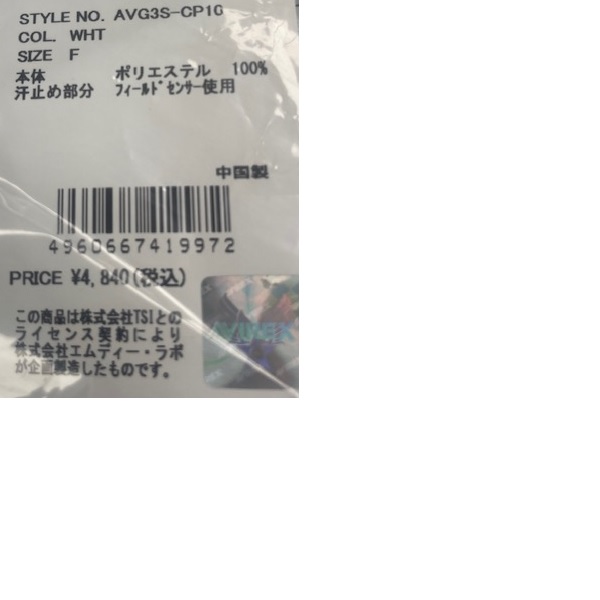 STYLE NO. AVG3S-CP10
COL. WHT
SIZE F
本体 ポリエステル 100%
汗止め部分 フィールドセンサー使用
中国製
4960667419972
PRICE ¥4,840(税込)
この商品は株式会社TSIとの
ライセンス契約により
株式会社エムディー・ラボ
が企画製造したものです。
AVIREX